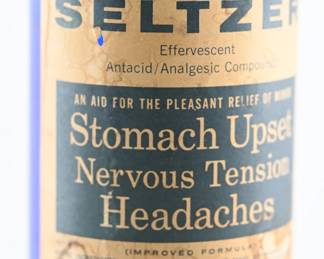 SELTZER
Effervescent
Antacid/Analgesic Compound
AN AID FOR THE PLEASANT RELIEF OF MINOR
Stomach Upset
Nervous Tension
Headaches
(IMPROVED FORMULA)